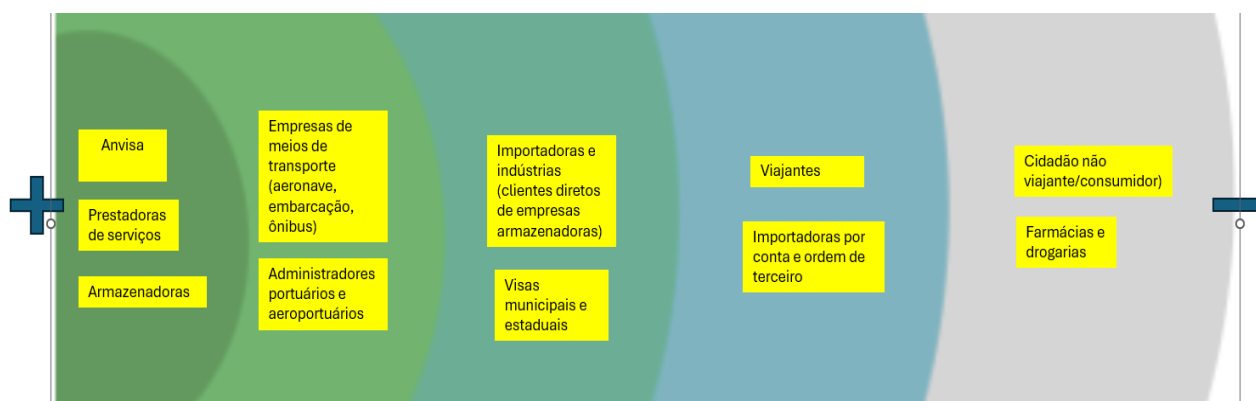 Anvisa
Prestadoras
de serviços
Armazenadoras
Empresas de
meios de
transporte
(aeronave,
embarcação,
ônibus)
Administradores
portuários e
aeroportuários
Importadoras e
indústrias
(clientes diretos
de empresas
armazenadoras)
Visas
municipais e
estaduais
Viajantes
Importadoras por
conta e ordem de
terceiro
Cidadão não
viajante/consumidor)
Farmácias e
drogarias